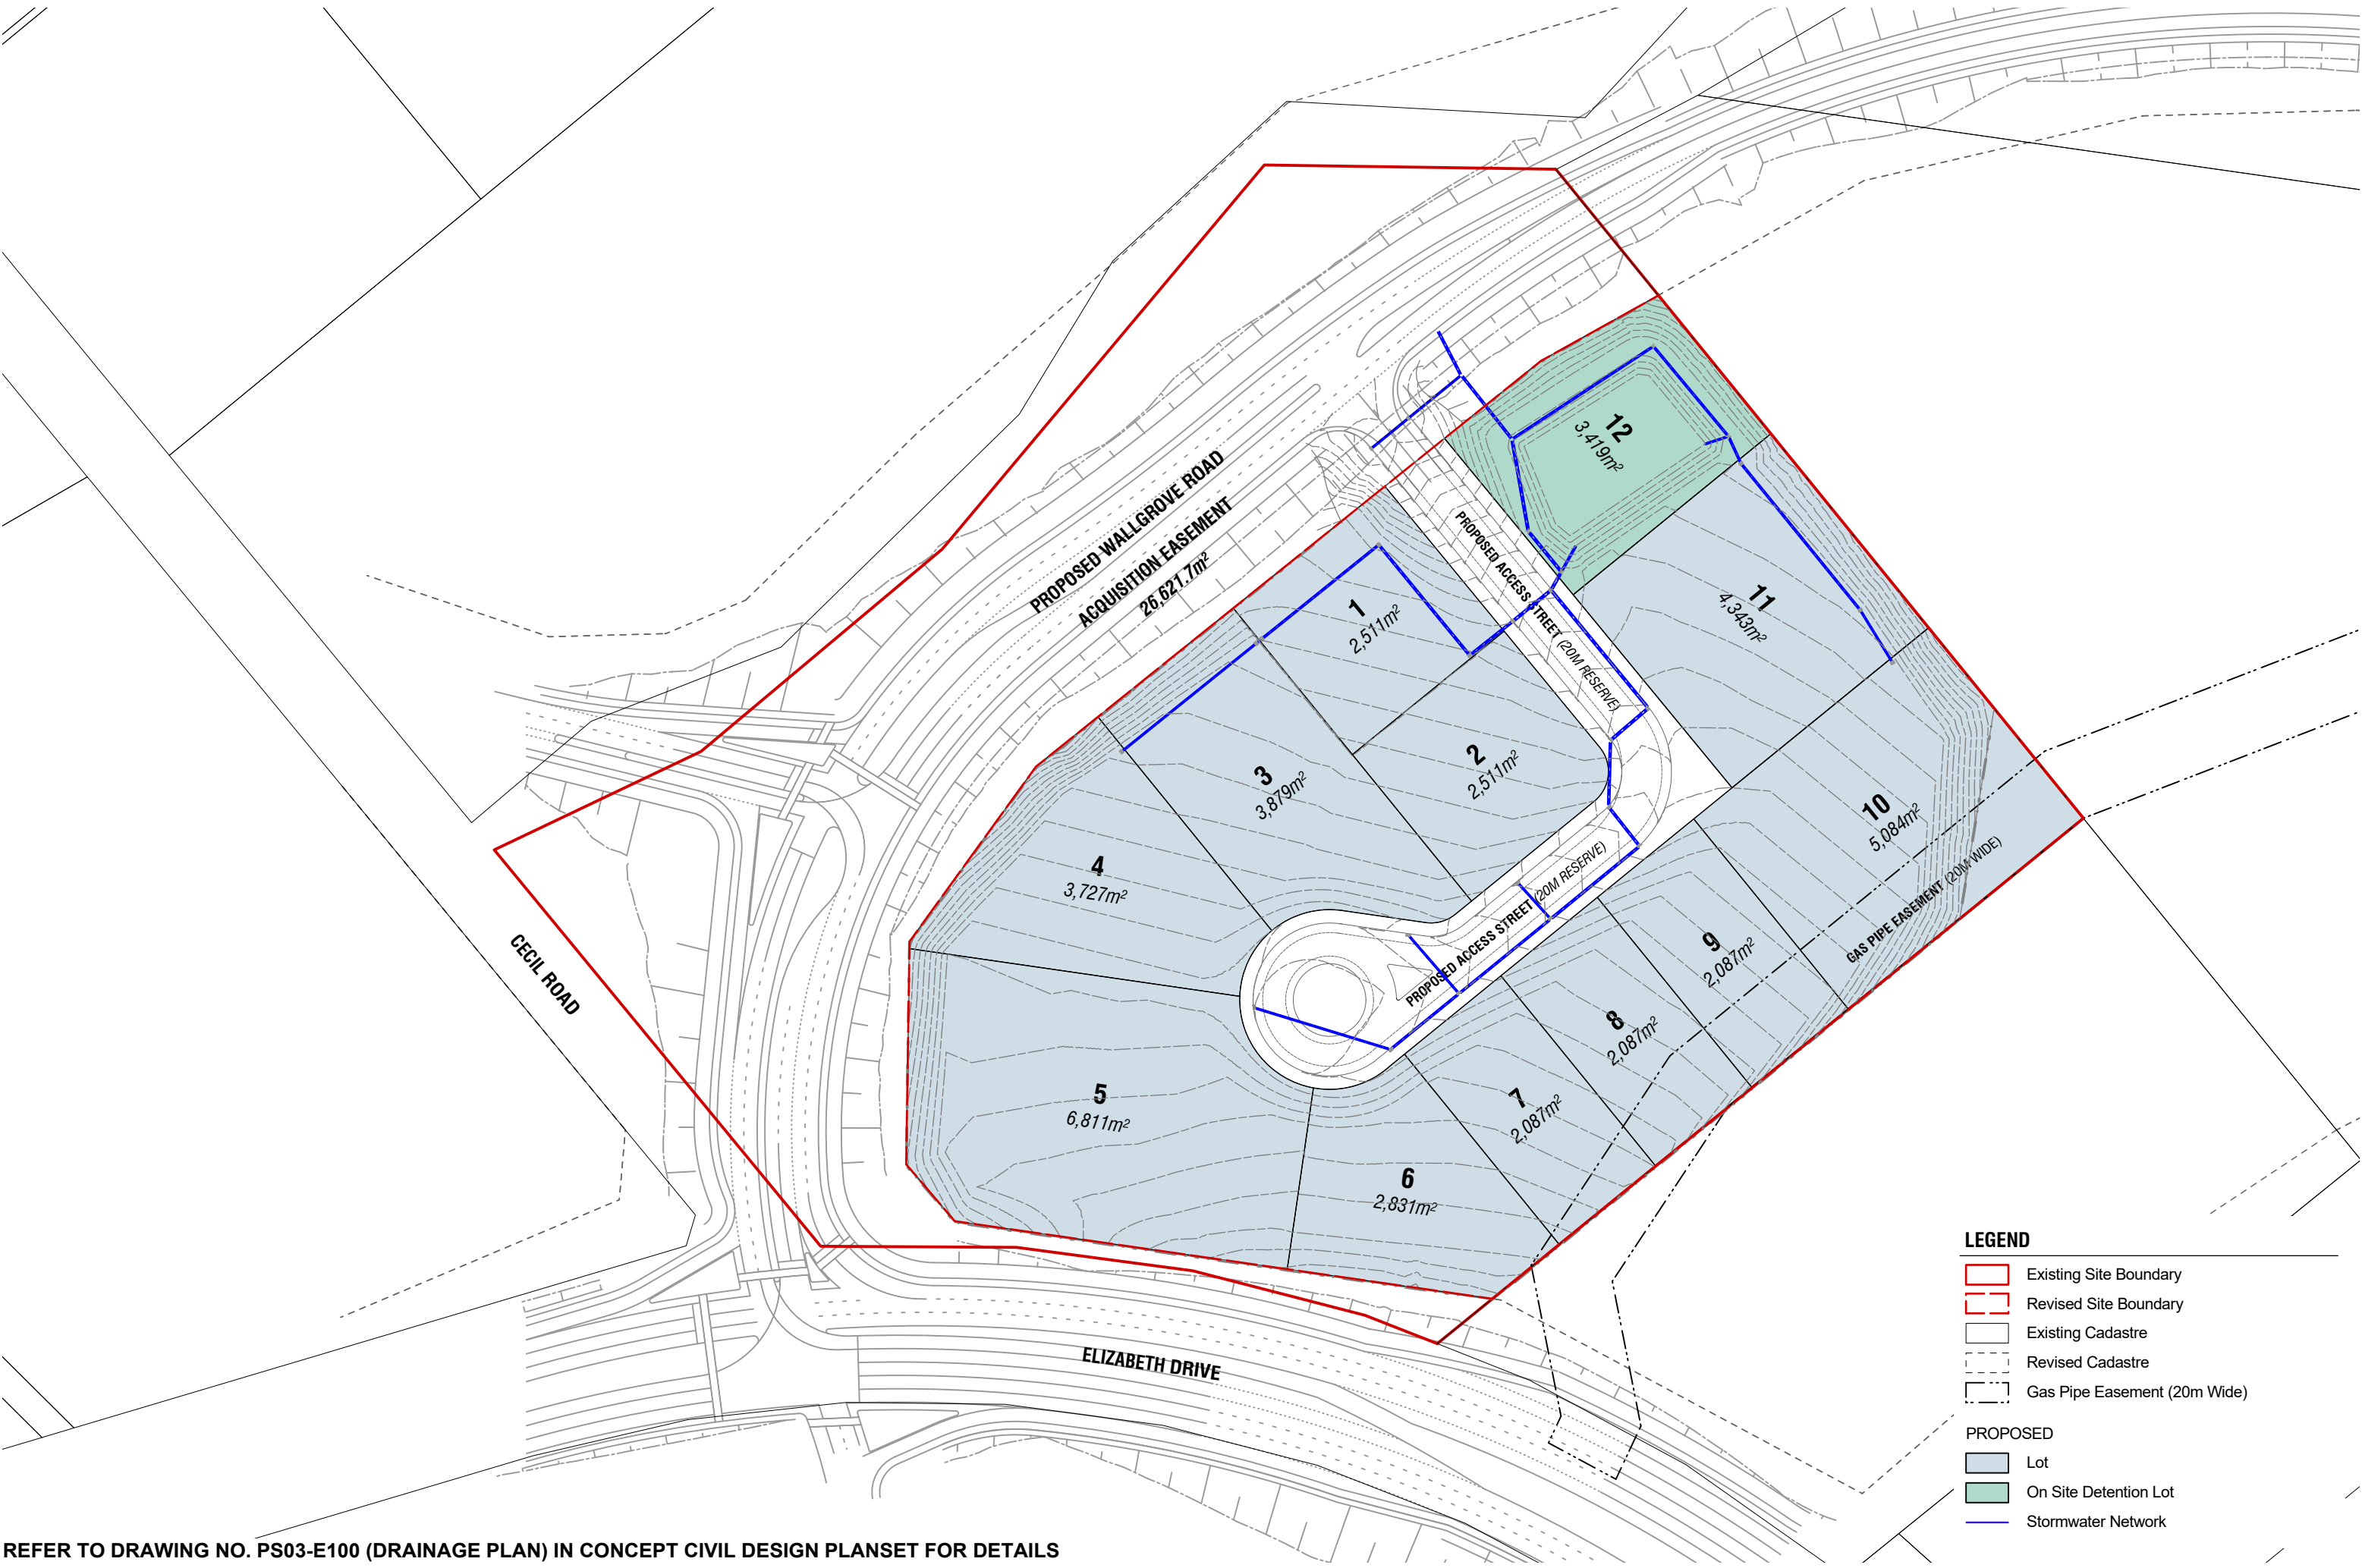 PROPOSED WALLGROVE ROAD
ACQUISITION EASEMENT
26,621.7m²
12
3,419m²
PROPOSED ACCESS STREET (20M RESERVE)
11
4,343m²
1
2,511m²
2
2,511m²
3
3,879m²
10
5,084m²
4
3,727m²
GAS PIPE EASEMENT (20M WIDE)
PROPOSED ACCESS STREET (20M RESERVE)
9
2,087m²
8
2,087m²
CECIL ROAD
5
6,811m²
7
2,087m²
6
2,831m²
ELIZABETH DRIVE
LEGEND
Existing Site Boundary
Revised Site Boundary
Existing Cadastre
Revised Cadastre
Gas Pipe Easement (20m Wide)
PROPOSED
Lot
On Site Detention Lot
Stormwater Network
REFER TO DRAWING NO. PS03-E100 (DRAINAGE PLAN) IN CONCEPT CIVIL DESIGN PLANSET FOR DETAILS